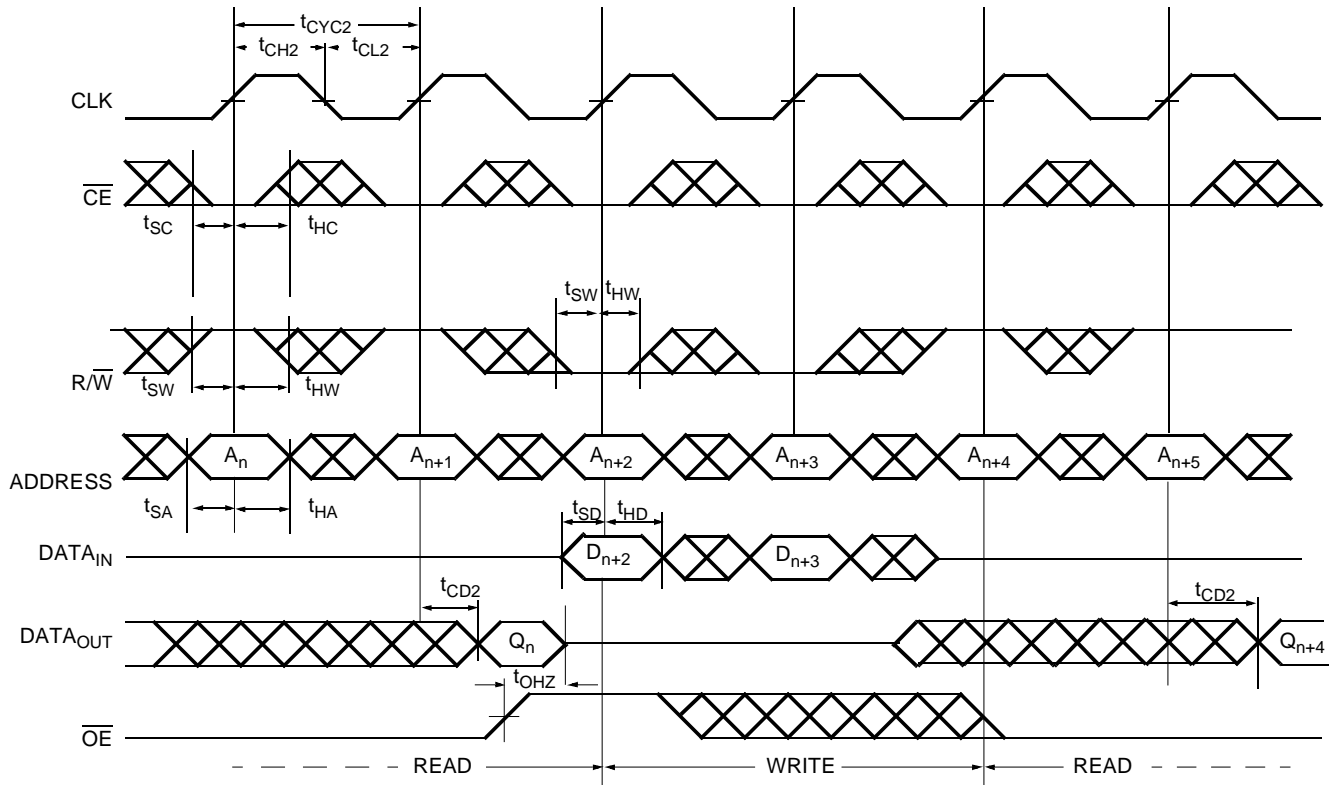 tCYC2
tCH2 tCL2
CLK
CE
tSC tHC
tSW tHW
R/W
tSW tHW
An An+1 An+2 An+3 An+4 An+5
ADDRESS
tSA tHA tSD tHD
DATAIN Dn+2 Dn+3
tCD2 tCD2
DATAOUT Qn Qn+4
tOHZ
OE
READ WRITE READ